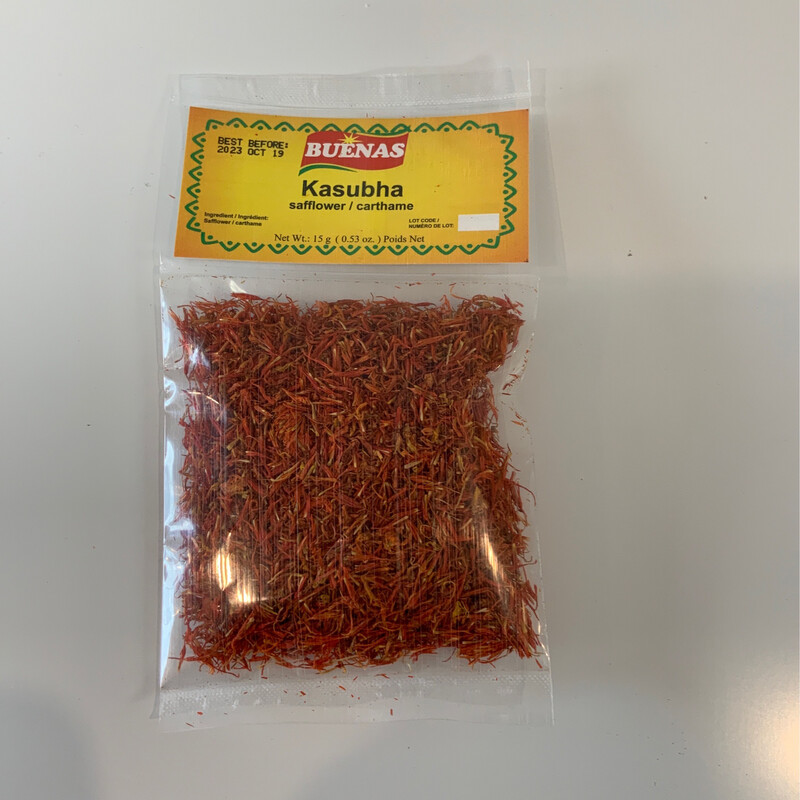 BEST BEFORE:
2023 OCT 19
BUENAS
Kasubha
safflower / carthame
Ingredient / Ingrédient:
Safflower / carthame
LOT CODE /
NUMÉRO DE LOT:
Net Wt.: 15 g ( 0.53 oz. ) Poids Net